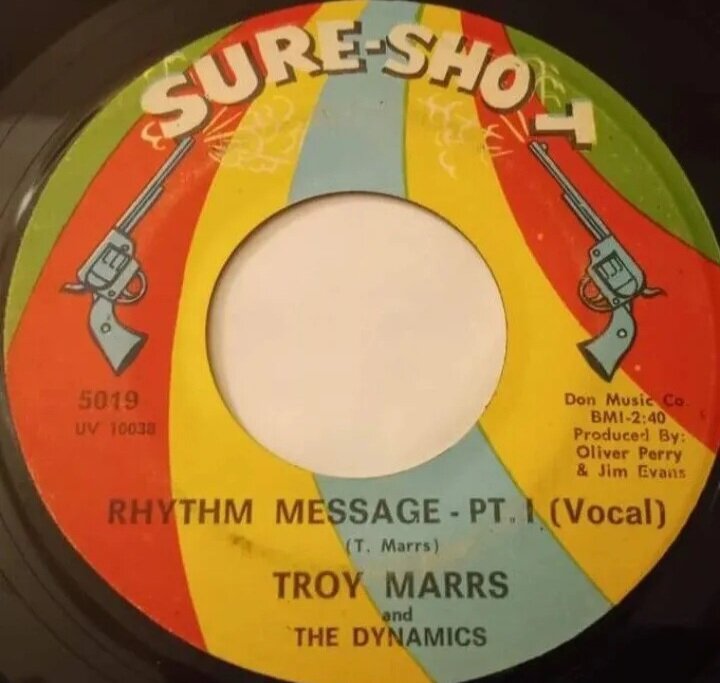 SURE-SHOT
5019
UV 10038
Don Music Co.
BMI-2:40
Produced By:
Oliver Perry
& Jim Evans
RHYTHM MESSAGE - PT. I (Vocal)
(T. Marrs)
TROY MARRS
and
THE DYNAMICS